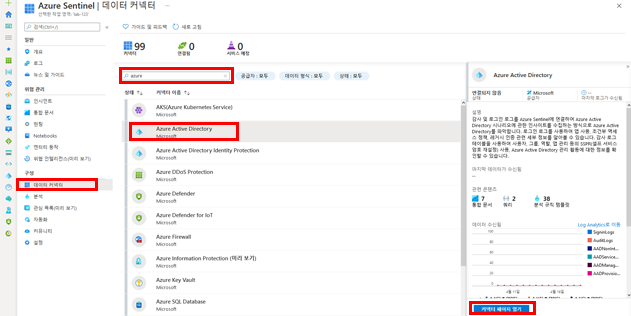 Azure Sentinel | 데이터 커넥터 ...
선택한 작업 영역: lab-123
검색(Ctrl+/)
일반
개요
로그
뉴스 및 가이드
위협 관리
인시던트
통합 문서
헌팅
Notebooks
엔터티 동작
위협 인텔리전스(미리 보기)
구성
데이터 커넥터
분석
관심 목록(미리 보기)
자동화
커뮤니티
설정
가이드 및 피드백
새로 고침
99
커넥터
0
연결됨
0
azure
공급자 : 모두
데이터 형식 : 모두
상태 : 모두
상태 ↑↓
커넥터 이름 ↑↓
AKS(Azure Kubernetes Service)
Microsoft
Azure Active Directory
Microsoft
Azure Active Directory Identity Protection
Microsoft
Azure DDoS Protection
Microsoft
Azure Defender
Microsoft
Azure Defender for IoT
Microsoft
Azure Firewall
Microsoft
Azure Information Protection (미리 보기)
Microsoft
Azure Key Vault
Microsoft
Azure SQL Database
Microsoft
Azure Active Directory
연결되지 않음
상태
Microsoft
공급자
--
마지막 로그가 수신됨
설명
감사 및 로그인 로그를 Azure Sentinel에 연결하여 Azure Active
Directory 시나리오에 관한 인사이트를 수집하는 방식으로 Azure Active
Directory를 파악합니다. 로그인 로그를 사용하여 앱 사용, 조건부 액세
스 정책, 레거시 인증 관련 세부 정보를 알아볼 수 있습니다. 감사 로그
테이블을 사용하여 사용자, 그룹, 역할, 앱 관리 등의 SSPR(셀프 서비스
암호 재설정) 사용, Azure Active Directory 관리 활동에 대한 정보를 확
인할 수 있습니다.
마지막 데이터가 수신됨
--
관련 콘텐츠
7
통합 문서
2
쿼리
38
분석 규칙 템플릿
데이터 수신됨
Log Analytics로 이동
100
80
60
40
20
0
SigninLogs
AuditLogs
AADNonInt...
AADService...
AADManag...
AADProvisio...
커넥터 페이지 열기